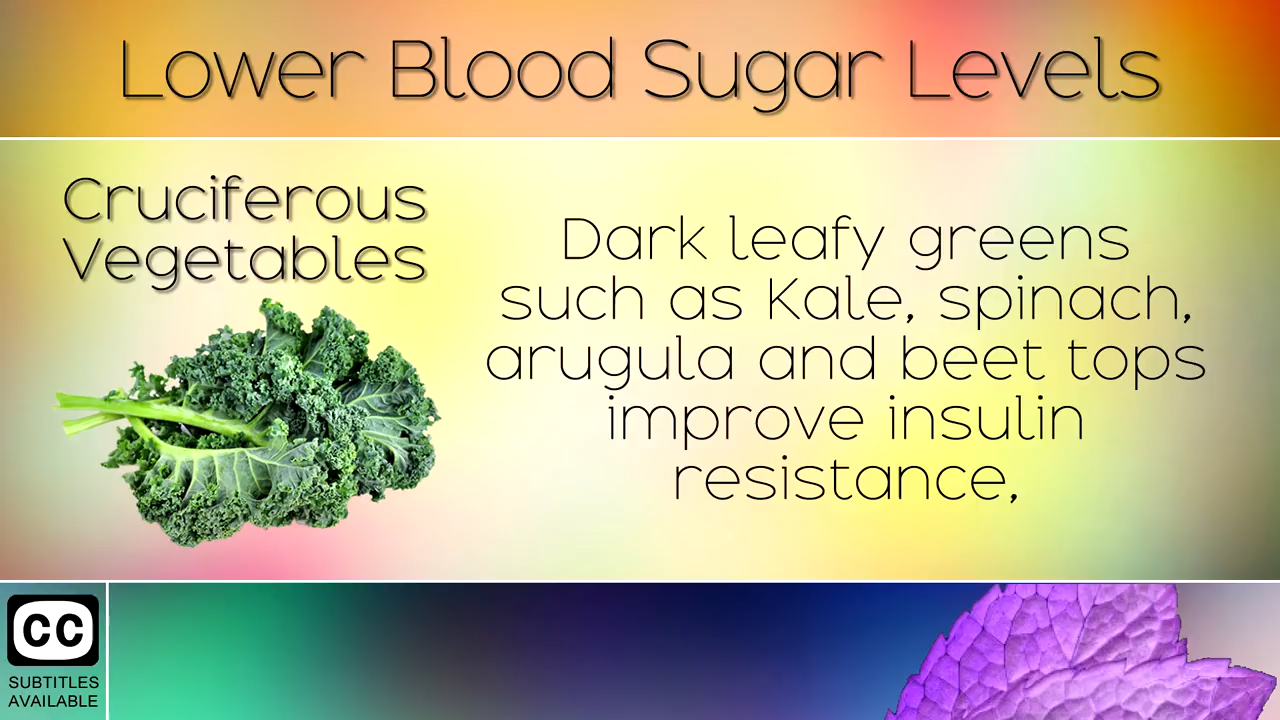 Lower Blood Sugar Levels
Cruciferous
Vegetables
Dark leafy greens
such as Kale, spinach,
arugula and beet tops
improve insulin
resistance,
CC
SUBTITLES
AVAILABLE